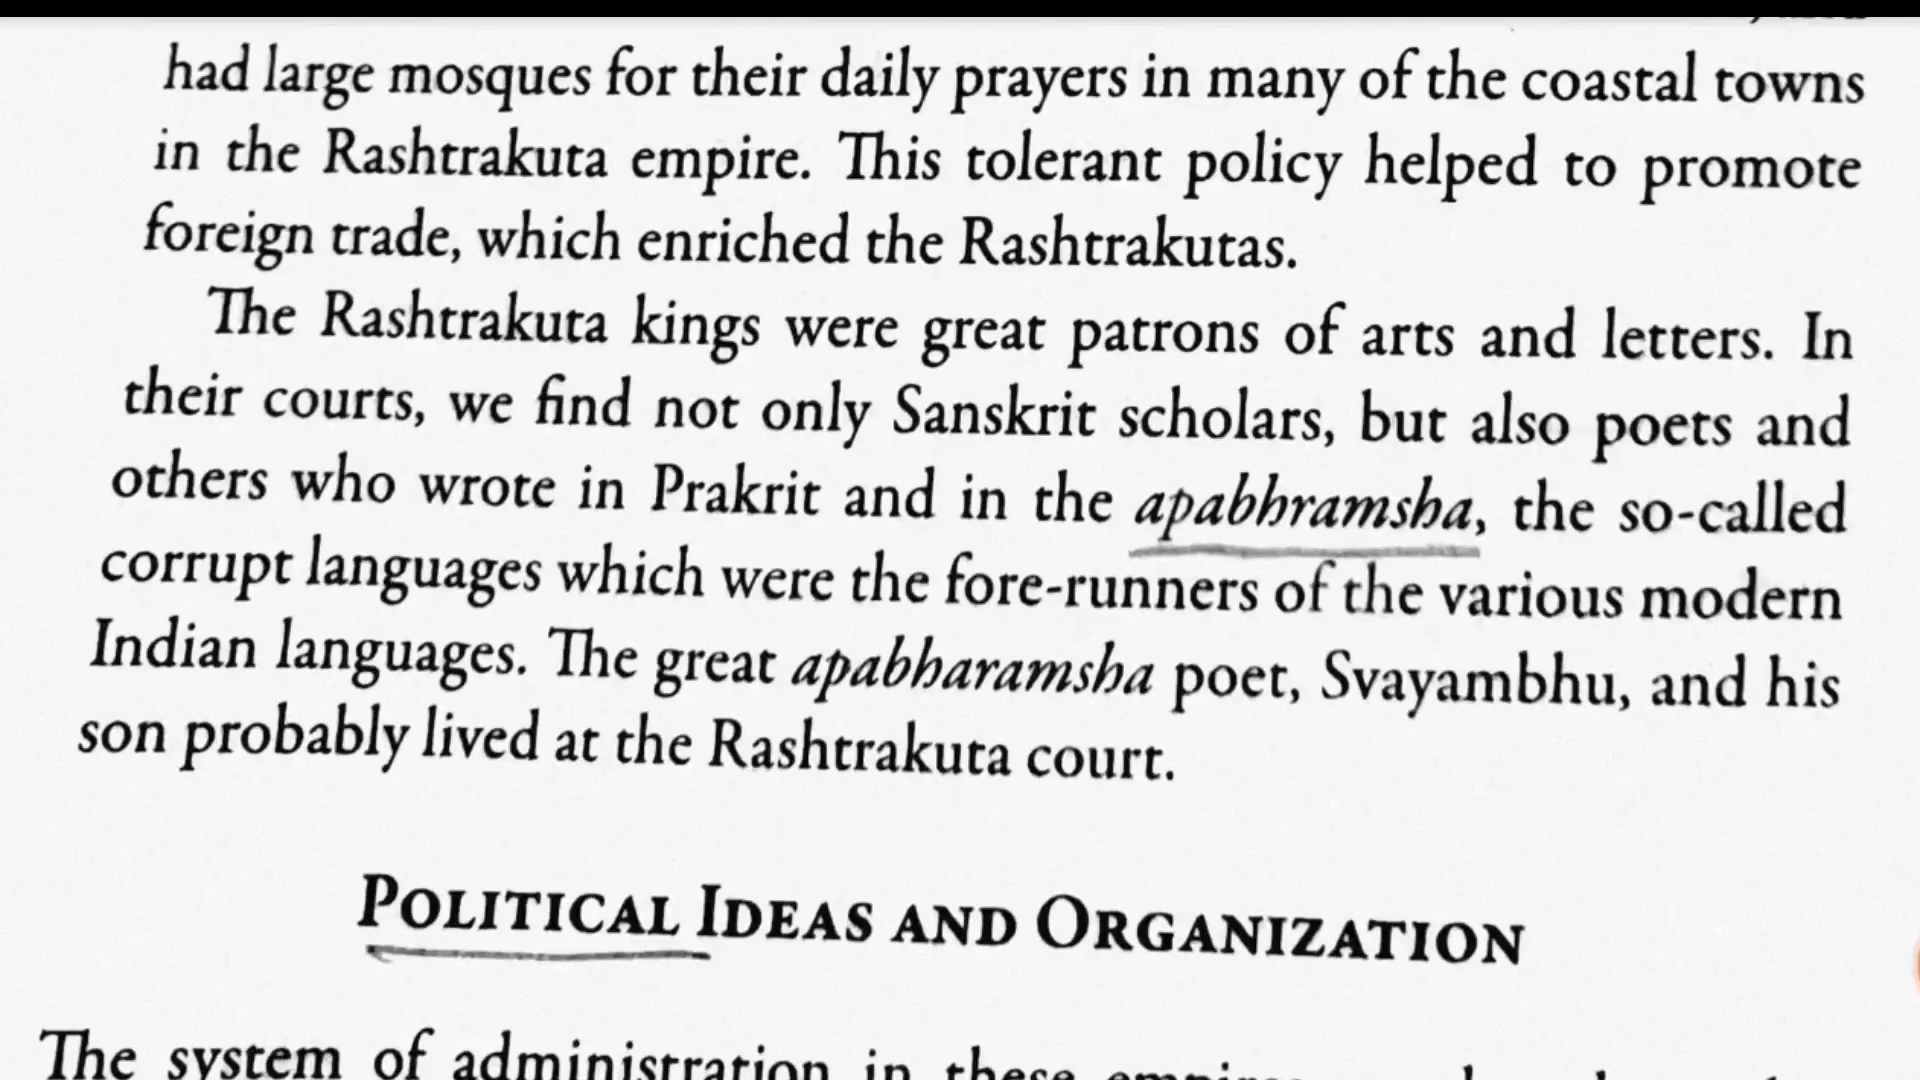 had large mosques for their daily prayers in many of the coastal towns
in the Rashtrakuta empire. This tolerant policy helped to promote
foreign trade, which enriched the Rashtrakutas.
The Rashtrakuta kings were great patrons of arts and letters. In
their courts, we find not only Sanskrit scholars, but also poets and
others who wrote in Prakrit and in the apabhramsha, the so-called
corrupt languages which were the fore-runners of the various modern
Indian languages. The great apabharamsha poet, Svayambhu, and his
son probably lived at the Rashtrakuta court.
POLITICAL IDEAS AND ORGANIZATION
The system of administration in these